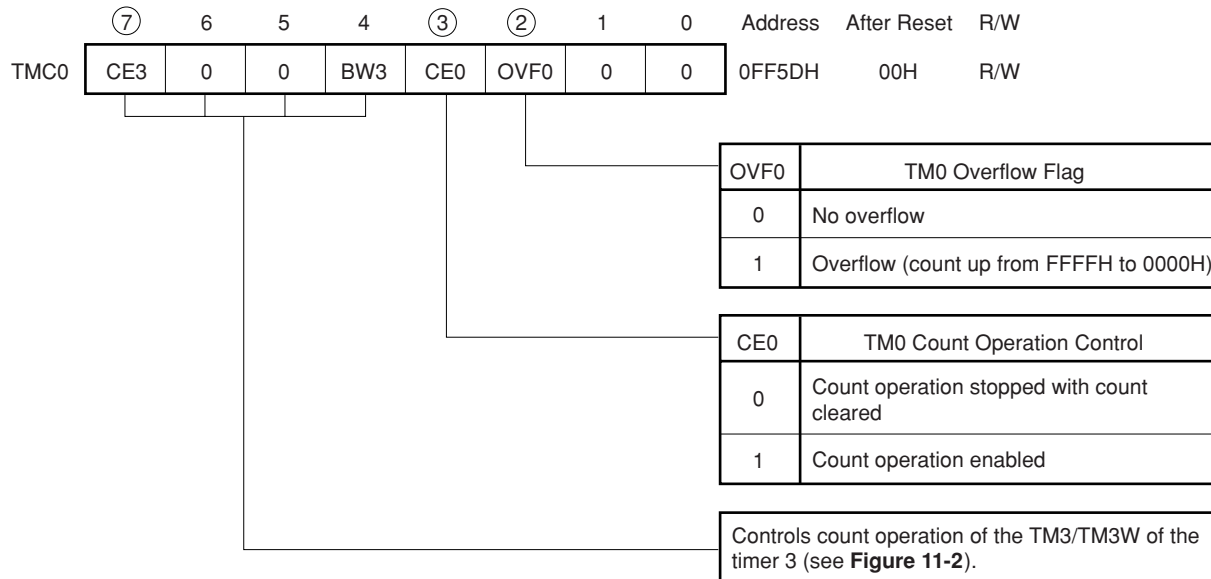 ⑦ 6 5 4 ③ ② 1 0 Address After Reset R/W
TMC0 CE3 0 0 BW3 CE0 OVF0 0 0 0FF5DH 00H R/W
OVF0 TM0 Overflow Flag
0 No overflow
1 Overflow (count up from FFFFH to 0000H)
CE0 TM0 Count Operation Control
0 Count operation stopped with count
cleared
1 Count operation enabled
Controls count operation of the TM3/TM3W of the
timer 3 (see Figure 11-2).